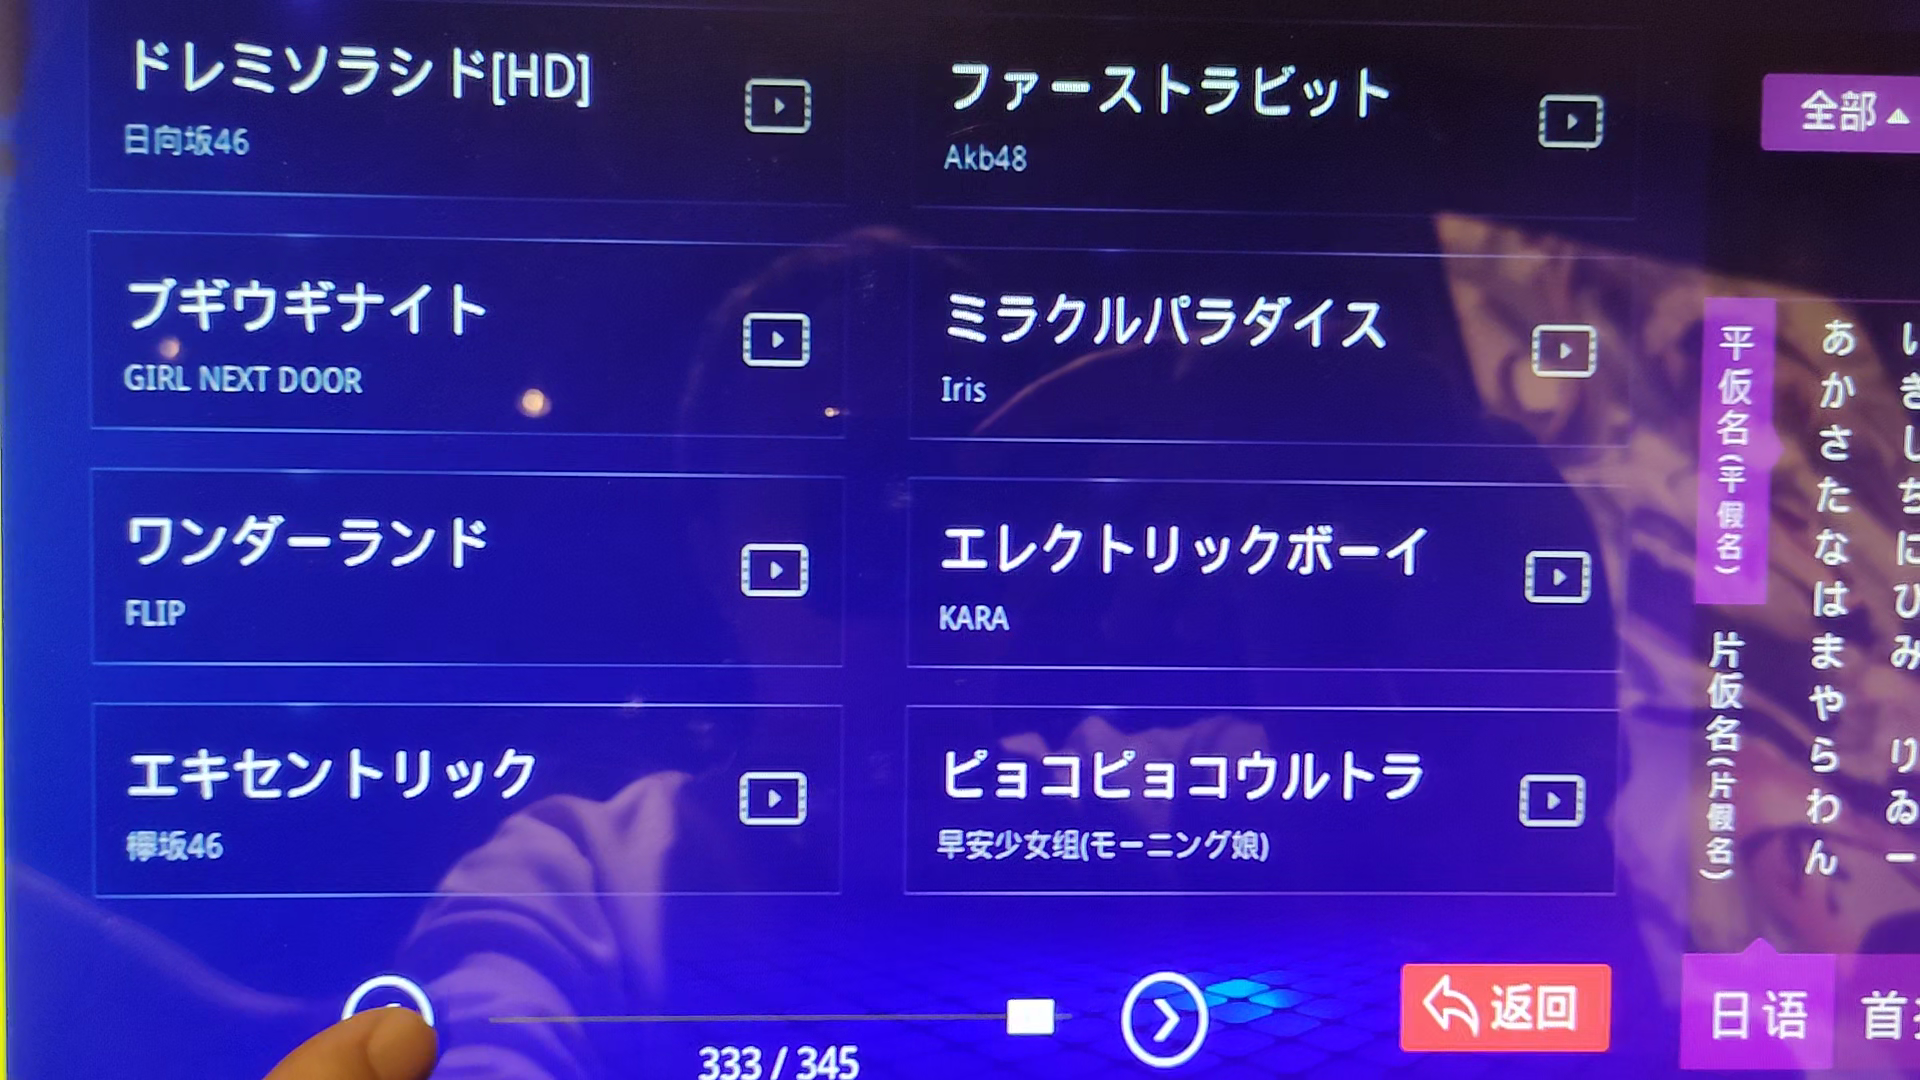 ドレミソラシド[HD]
日向坂46
ファーストラビット
Akb48
ブギウギナイト
GIRL NEXT DOOR
ミラクルパラダイス
Iris
ワンダーランド
FLIP
エレクトリックボーイ
KARA
エキセントリック
欅坂46
ピョコピョコウルトラ
早安少女组(モーニング娘)
333 / 345
返回
全部
平仮名(平假名)
片仮名(片假名)
あかさたなはまやらわん
いきしちにひみ りゐー
日语
首